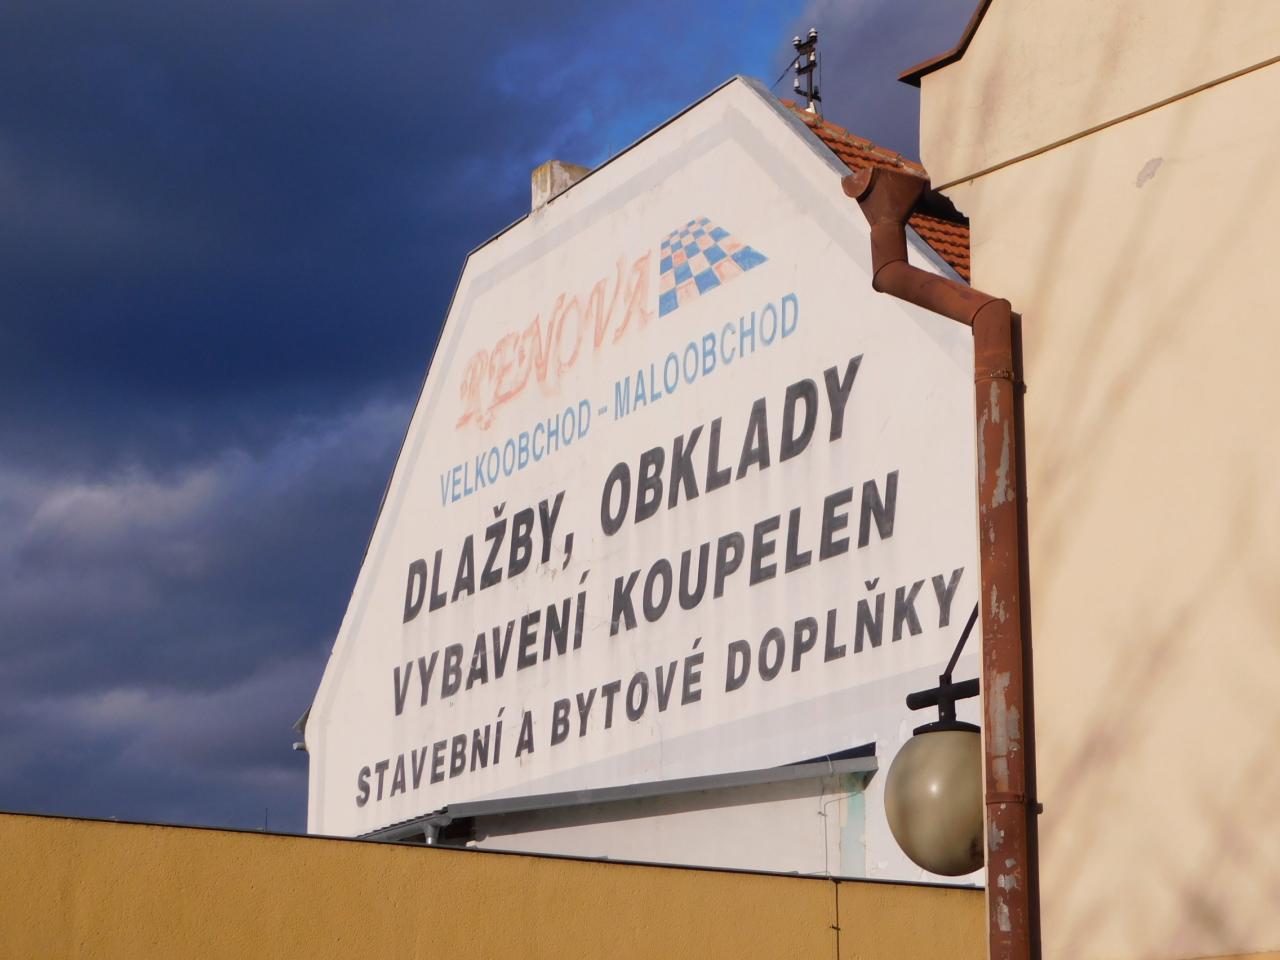 RENOVA
VELKOOBCHOD - MALOOBCHOD
DLAŽBY, OBKLADY
VYBAVENÍ KOUPELEN
STAVEBNÍ A BYTOVÉ DOPLŇKY